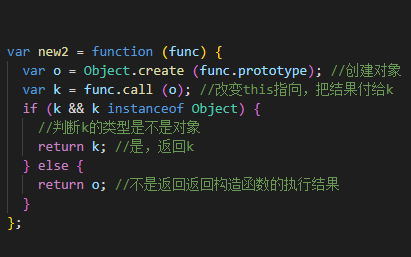 var new2 = function (func) {
var o = Object.create (func.prototype); //创建对象
var k = func.call (o); //改变this指向，把结果付给k
if (k && k instanceof Object) {
//判断k的类型是不是对象
return k; //是，返回k
} else {
return o; //不是返回返回构造函数的执行结果
}
};